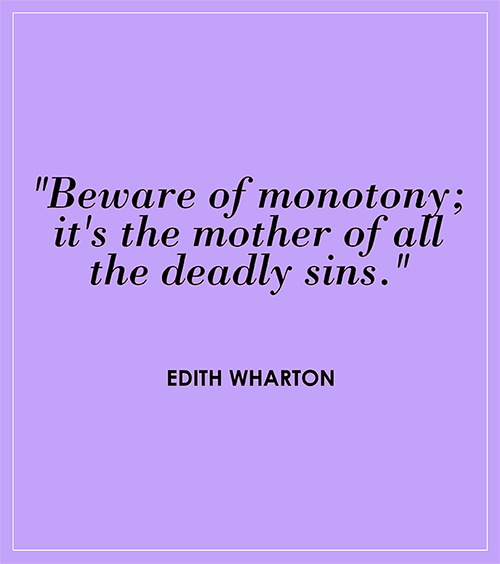 "Beware of monotony;
it's the mother of all
the deadly sins."
EDITH WHARTON